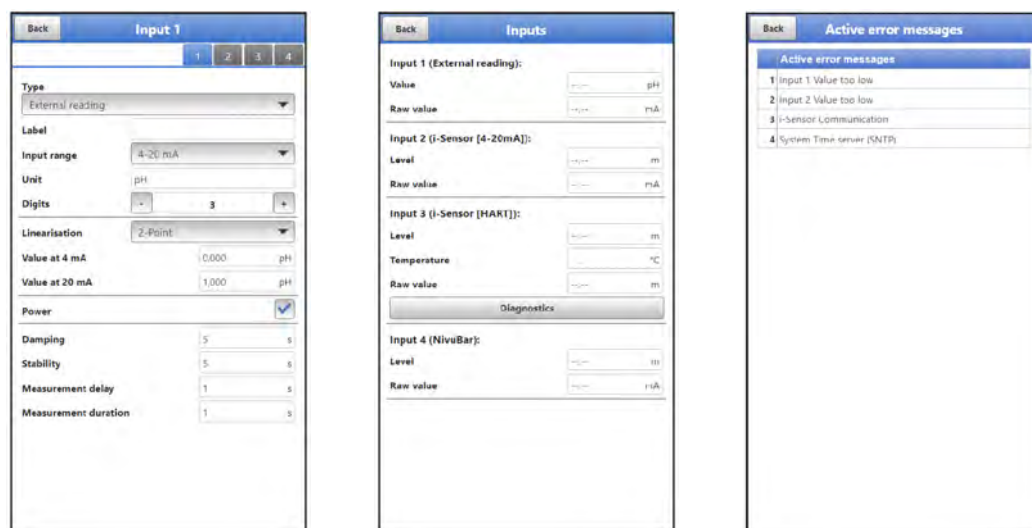 Back
Input 1
1 2 3 4
Type
External reading
Label
Input range
4-20 mA
Unit
pH
Digits
- 3 +
Linearisation
2-Point
Value at 4 mA
0,000 pH
Value at 20 mA
1,000 pH
Power
Damping
5 s
Stability
5 s
Measurement delay
1 s
Measurement duration
1 s
Back
Inputs
Input 1 (External reading):
Value
--,-- pH
Raw value
--,-- mA
Input 2 (i-Sensor [4-20mA]):
Level
--,-- m
Raw value
--,-- mA
Input 3 (i-Sensor [HART]):
Level
--,-- m
Temperature
°C
Raw value
--,-- m
Diagnostics
Input 4 (NivuBar):
Level
--,-- m
Raw value
--,-- mA
Back
Active error messages
Active error messages
1 Input 1 Value too low
2 Input 2 Value too low
3 i-Sensor Communication
4 System Time server (SNTP)